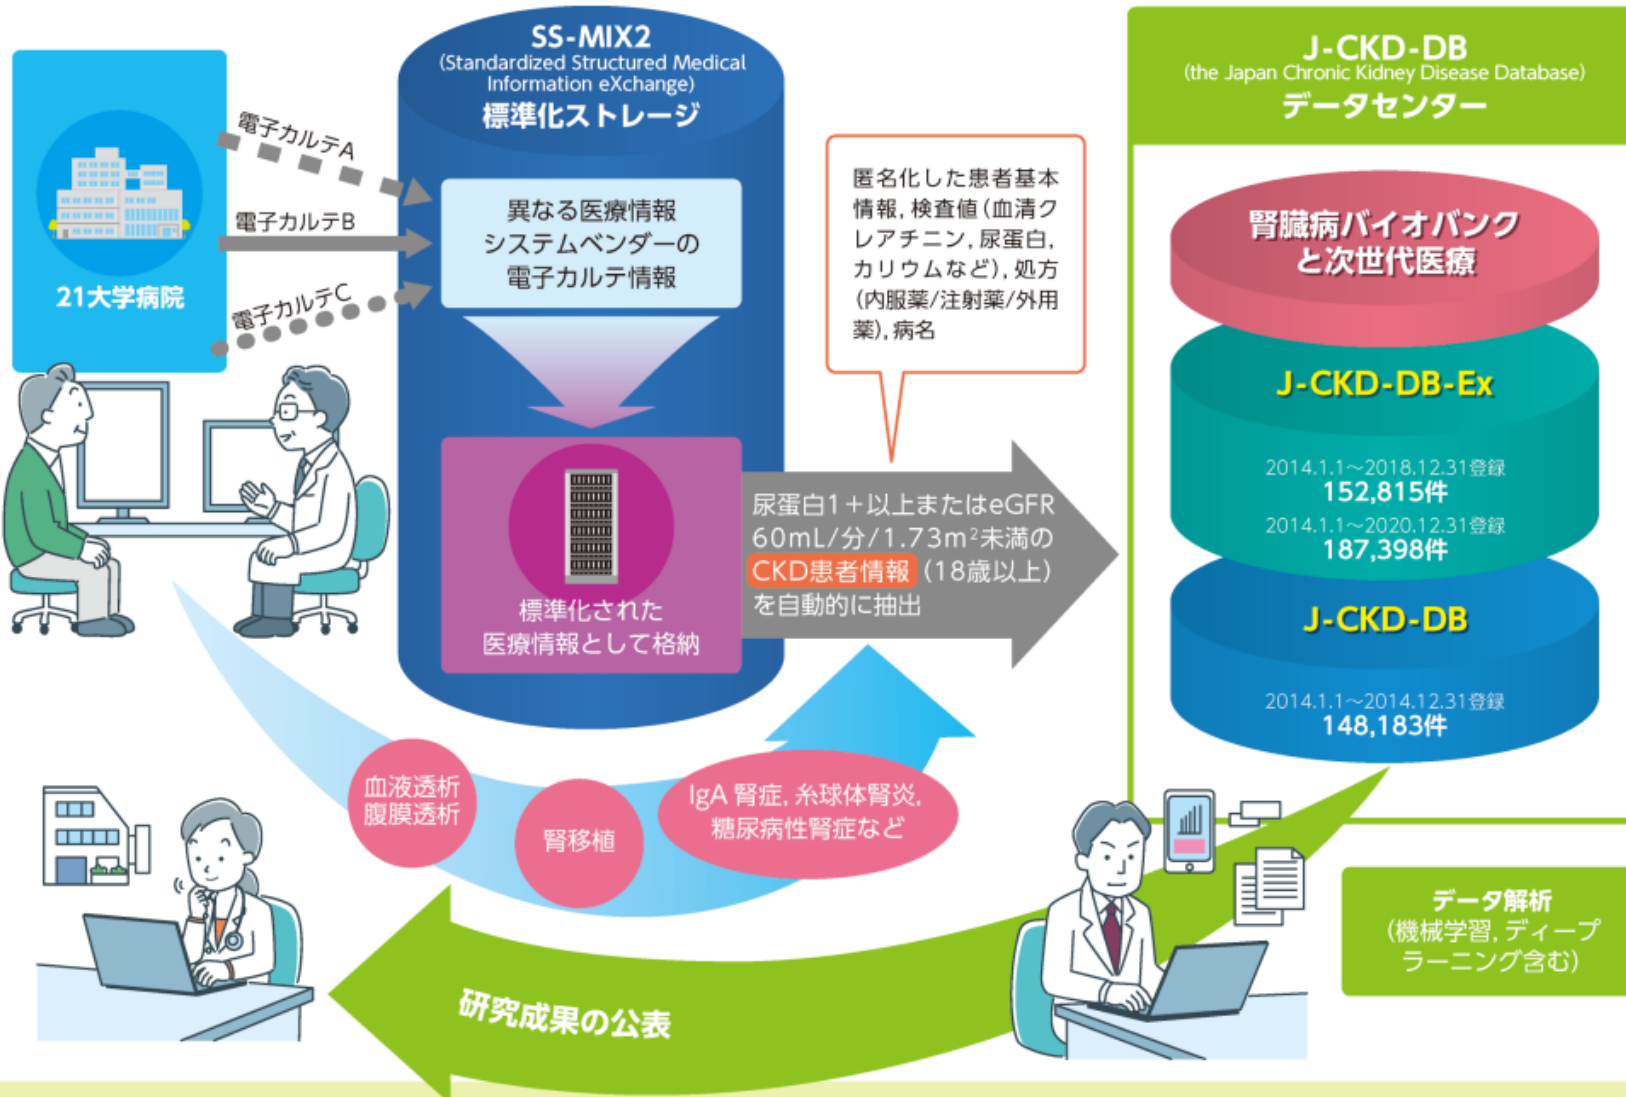 21大学病院
電子カルテA
電子カルテB
電子カルテC
SS-MIX2
(Standardized Structured Medical
Information eXchange)
標準化ストレージ
異なる医療情報
システムベンダーの
電子カルテ情報
標準化された
医療情報として格納
匿名化した患者基本
情報, 検査値（血清ク
レアチニン, 尿蛋白,
カリウムなど）, 処方
（内服薬/注射薬/外用
薬）, 病名
尿蛋白1＋以上またはeGFR
60mL/分/1.73m²未満の
CKD患者情報（18歳以上）
を自動的に抽出
J-CKD-DB
(the Japan Chronic Kidney Disease Database)
データセンター
腎臓病バイオバンク
と次世代医療
J-CKD-DB-Ex
2014.1.1～2018.12.31登録
152,815件
2014.1.1～2020.12.31登録
187,398件
J-CKD-DB
2014.1.1～2014.12.31登録
148,183件
血液透析
腹膜透析
腎移植
IgA 腎症, 糸球体腎炎,
糖尿病性腎症など
データ解析
（機械学習, ディープ
ラーニング含む）
研究成果の公表